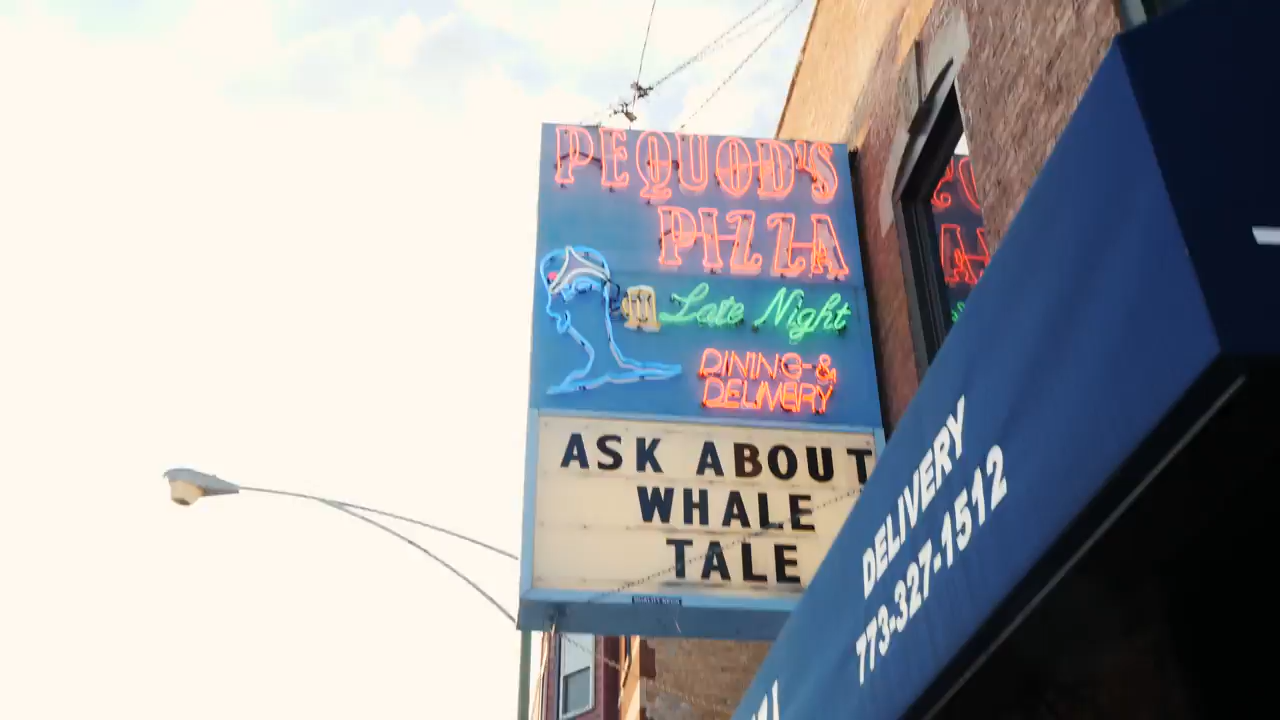 PEQUOD'S
PIZZA
Late Night
DINING &
DELIVERY
ASK ABOUT
WHALE
TALE
DELIVERY
773-327-1512